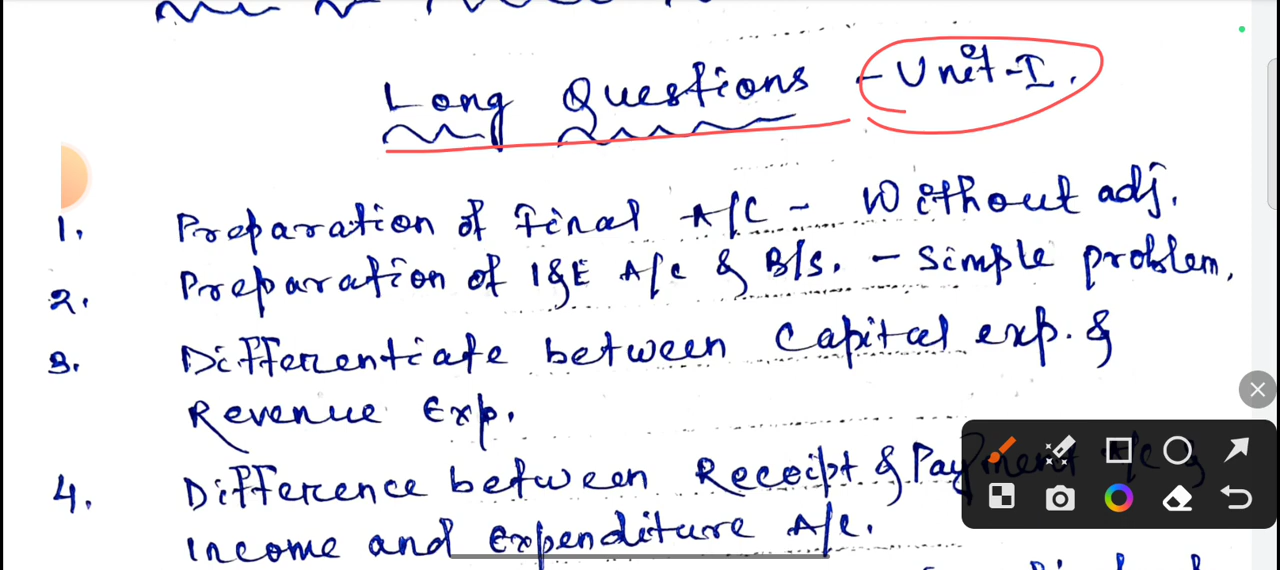 Long Questions - Unit-I.
1. Preparation of Final A/C - Without adj.
2. Preparation of I&E A/c & B/s. - Simple problem.
3. Differentiate between Capital exp. &
Revenue Exp.
4. Difference between Receipt & Payment A/c &
Income and Expenditure A/c.